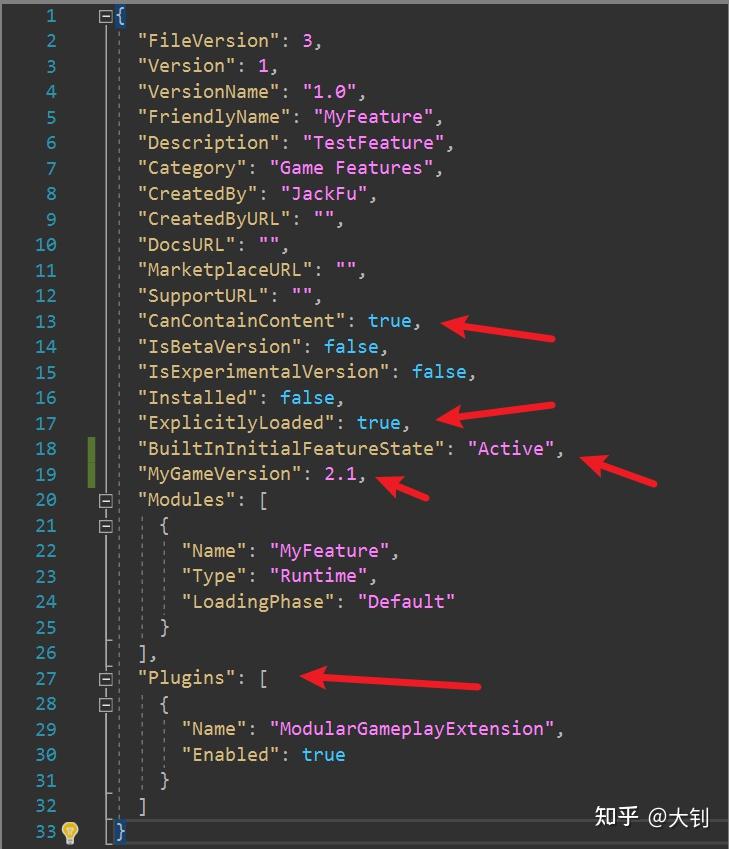 1 {
2 "FileVersion": 3,
3 "Version": 1,
4 "VersionName": "1.0",
5 "FriendlyName": "MyFeature",
6 "Description": "TestFeature",
7 "Category": "Game Features",
8 "CreatedBy": "JackFu",
9 "CreatedByURL": "",
10 "DocsURL": "",
11 "MarketplaceURL": "",
12 "SupportURL": "",
13 "CanContainContent": true,
14 "IsBetaVersion": false,
15 "IsExperimentalVersion": false,
16 "Installed": false,
17 "ExplicitlyLoaded": true,
18 "BuiltInInitialFeatureState": "Active",
19 "MyGameVersion": 2.1,
20 "Modules": [
21 {
22 "Name": "MyFeature",
23 "Type": "Runtime",
24 "LoadingPhase": "Default"
25 }
26 ],
27 "Plugins": [
28 {
29 "Name": "ModularGameplayExtension",
30 "Enabled": true
31 }
32 ]
33 }
知乎 @大钊